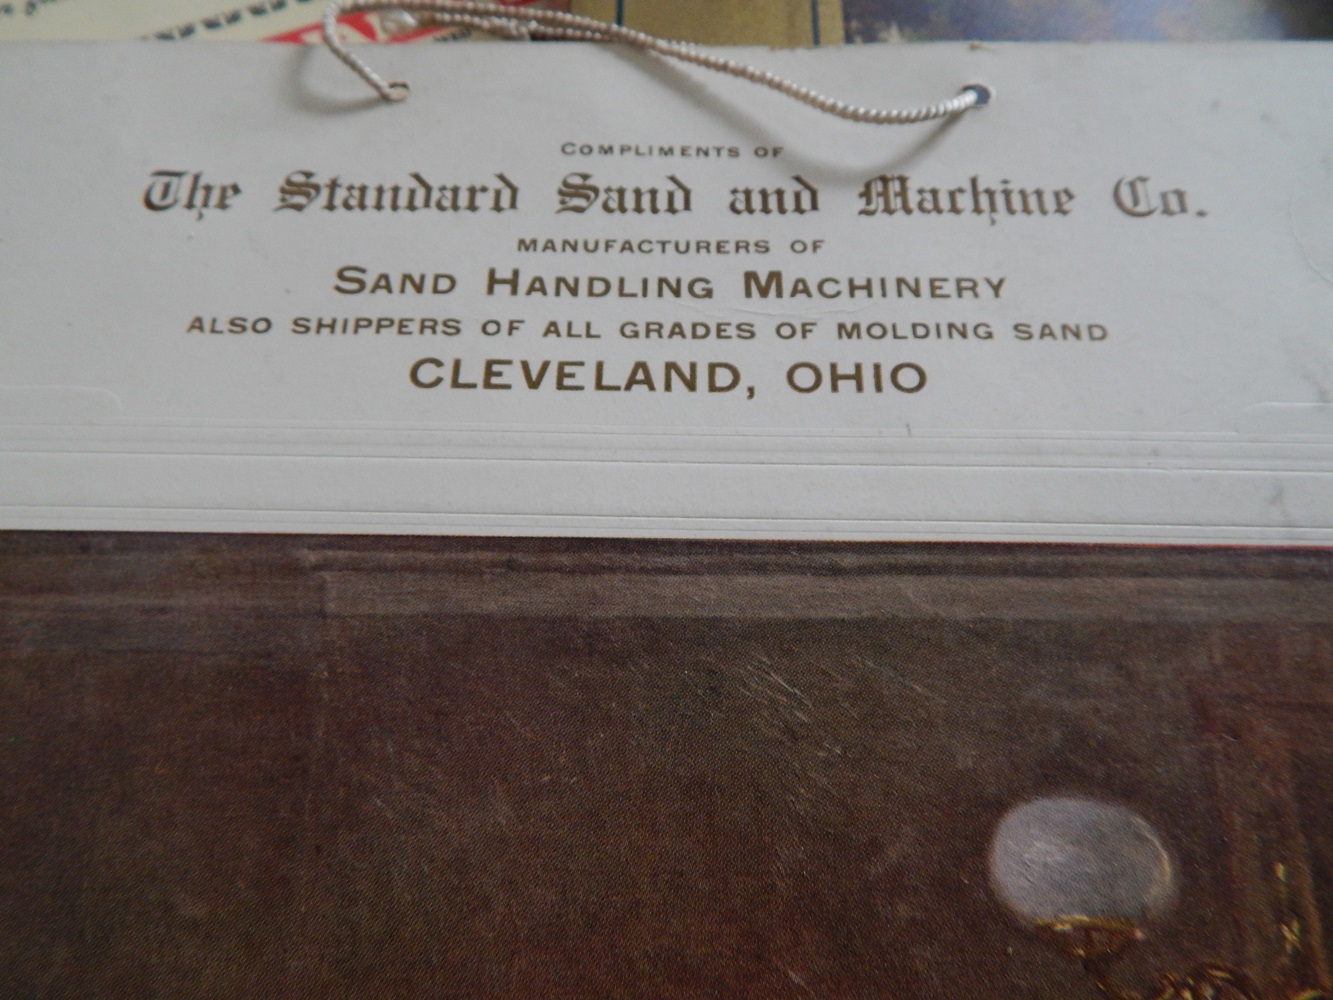 COMPLIMENTS OF
The Standard Sand and Machine Co.
MANUFACTURERS OF
SAND HANDLING MACHINERY
ALSO SHIPPERS OF ALL GRADES OF MOLDING SAND
CLEVELAND, OHIO